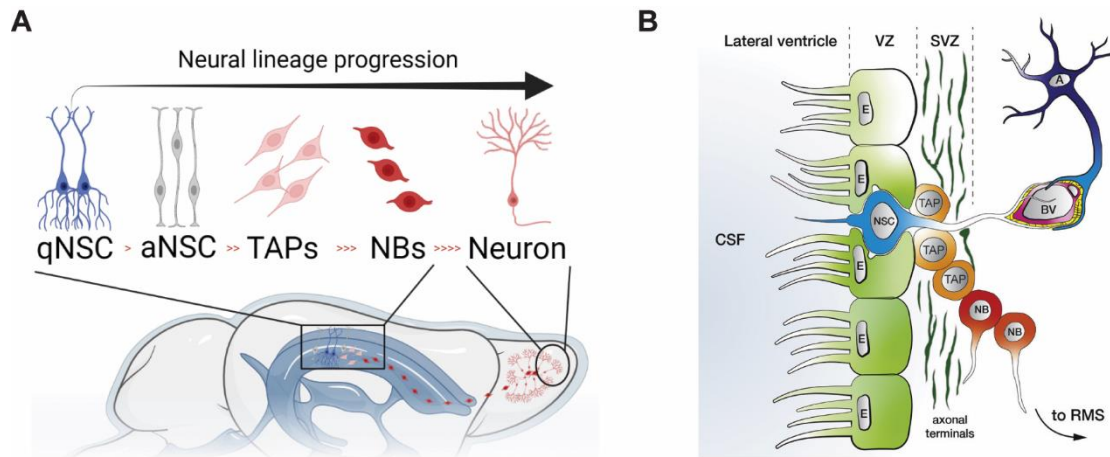 A
Neural lineage progression
qNSC > aNSC >> TAPs >>> NBs >>>> Neuron
B
Lateral ventricle VZ SVZ
A
E
E
TAP
NSC
BV
CSF
TAP
E
TAP
NB
NB
E
E
axonal
terminals
to RMS